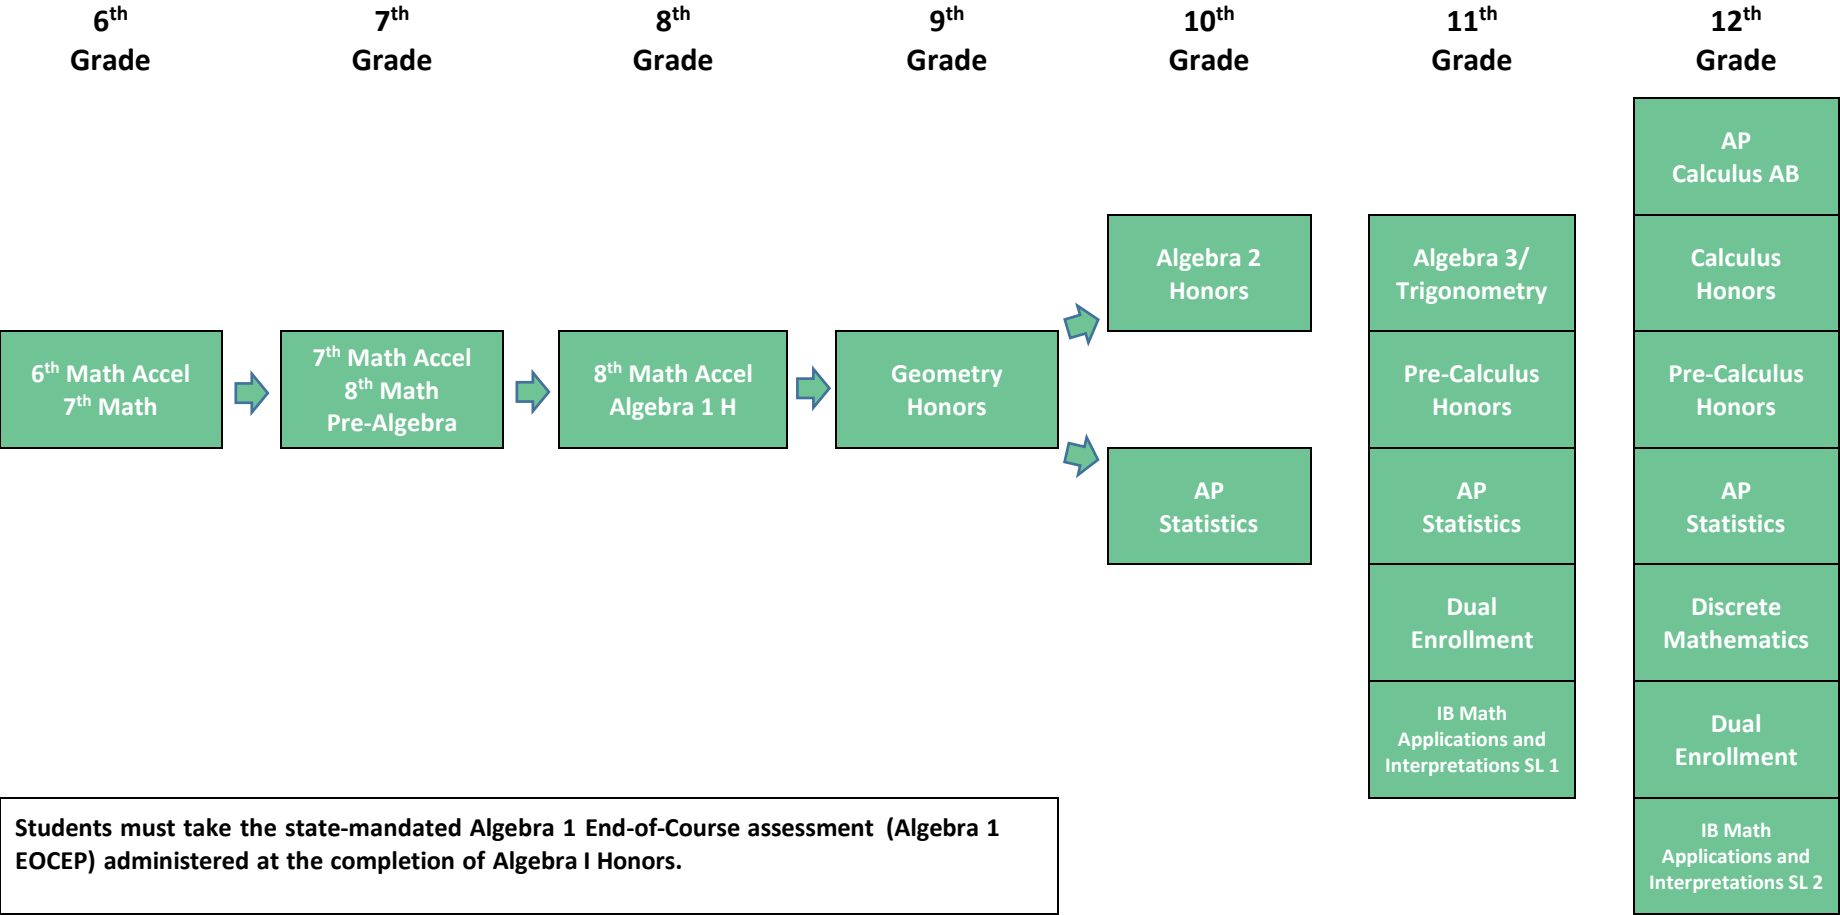 6th
Grade
7th
Grade
8th
Grade
9th
Grade
10th
Grade
11th
Grade
12th
Grade
6th Math Accel
7th Math
7th Math Accel
8th Math
Pre-Algebra
8th Math Accel
Algebra 1 H
Geometry
Honors
Algebra 2
Honors
AP
Statistics
Algebra 3/
Trigonometry
Pre-Calculus
Honors
AP
Statistics
Dual
Enrollment
IB Math
Applications and
Interpretations SL 1
AP
Calculus AB
Calculus
Honors
Pre-Calculus
Honors
AP
Statistics
Discrete
Mathematics
Dual
Enrollment
IB Math
Applications and
Interpretations SL 2
Students must take the state-mandated Algebra 1 End-of-Course assessment (Algebra 1
EOCEP) administered at the completion of Algebra I Honors.